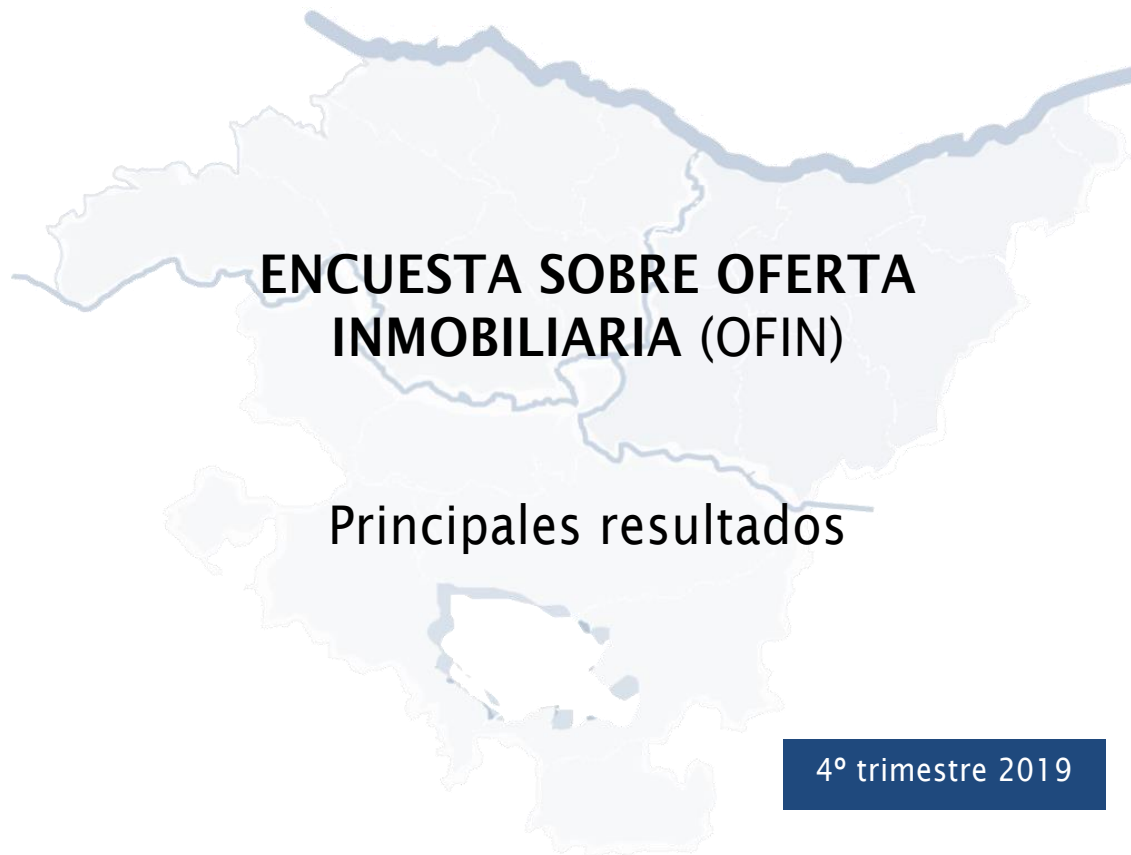 ENCUESTA SOBRE OFERTA
INMOBILIARIA (OFIN)
Principales resultados
4º trimestre 2019